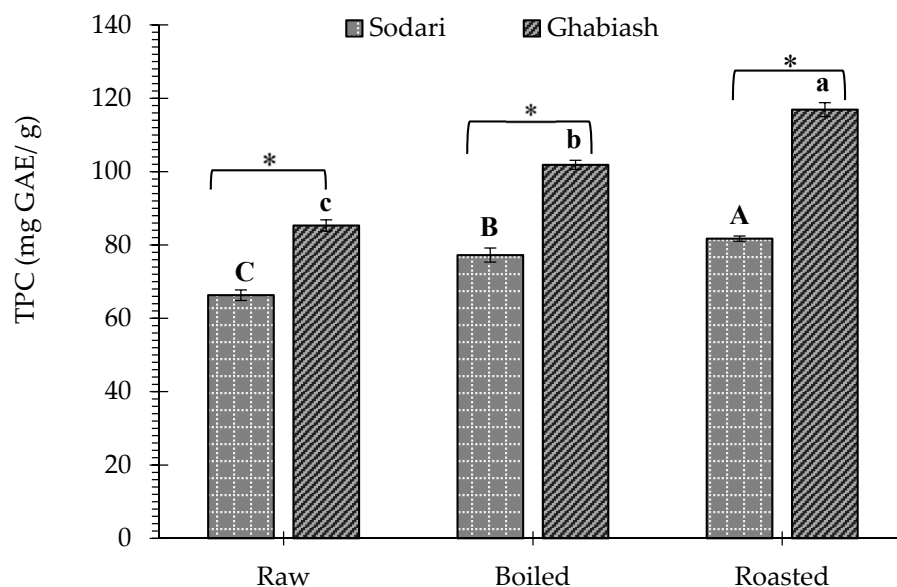 140
Sodari
Ghabiash
120
*
a
*
b
100
*
c
B
A
80
C
60
40
20
0
TPC (mg GAE/ g)
Raw
Boiled
Roasted